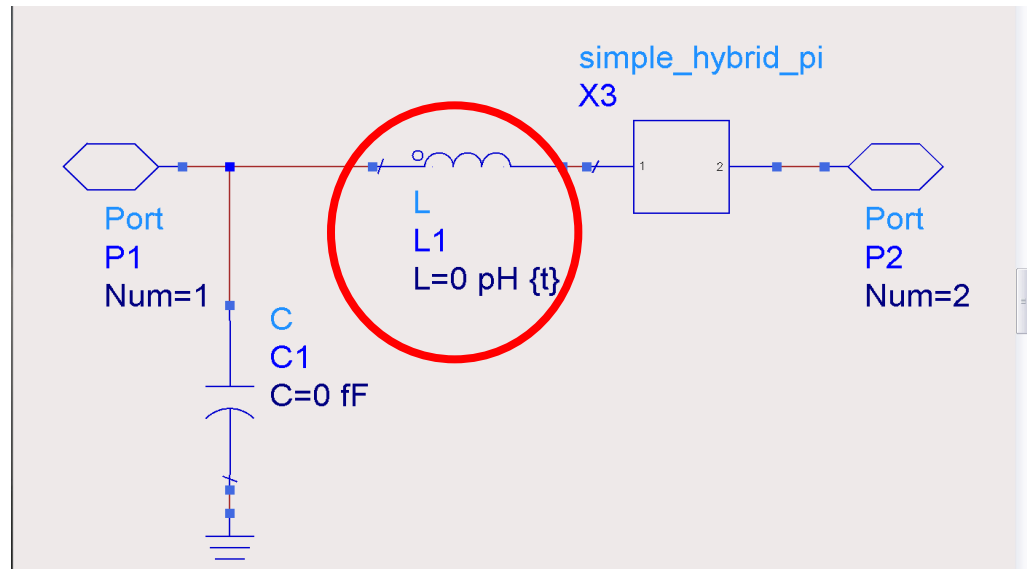 simple_hybrid_pi
X3
1
2
Port
P1
Num=1
L
L1
L=0 pH {t}
Port
P2
Num=2
C
C1
C=0 fF